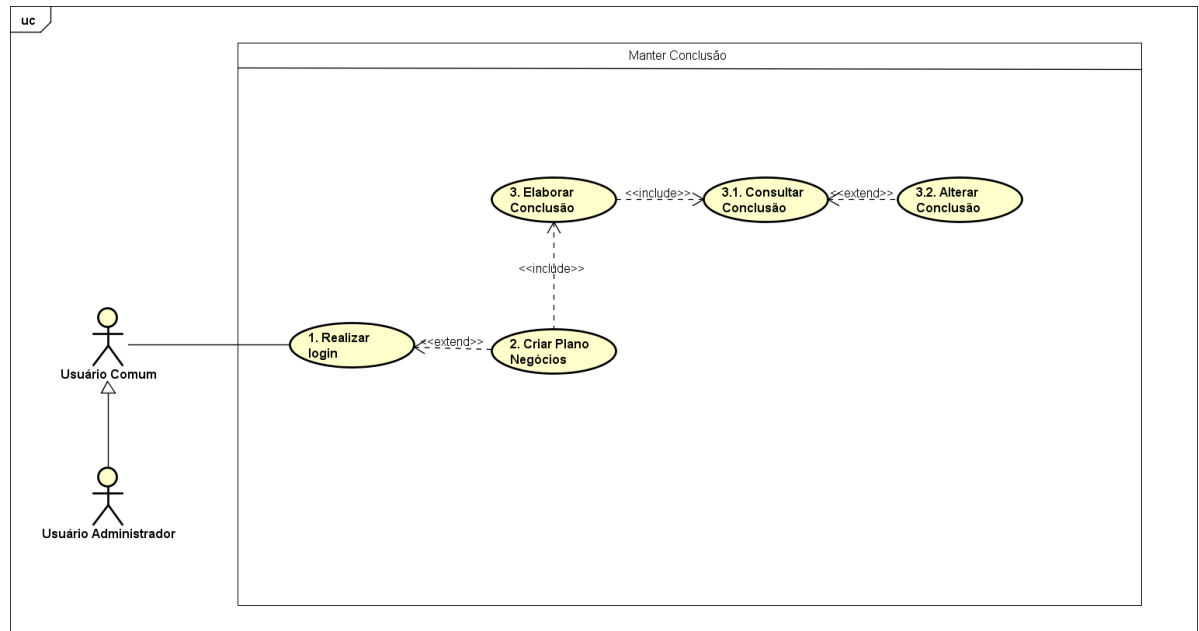 uc
Manter Conclusão
3. Elaborar
Conclusão
<<include>>
3.1. Consultar
Conclusão
<<extend>>
3.2. Alterar
Conclusão
<<include>>
1. Realizar
login
<<extend>>
2. Criar Plano
Negócios
Usuário Comum
Usuário Administrador